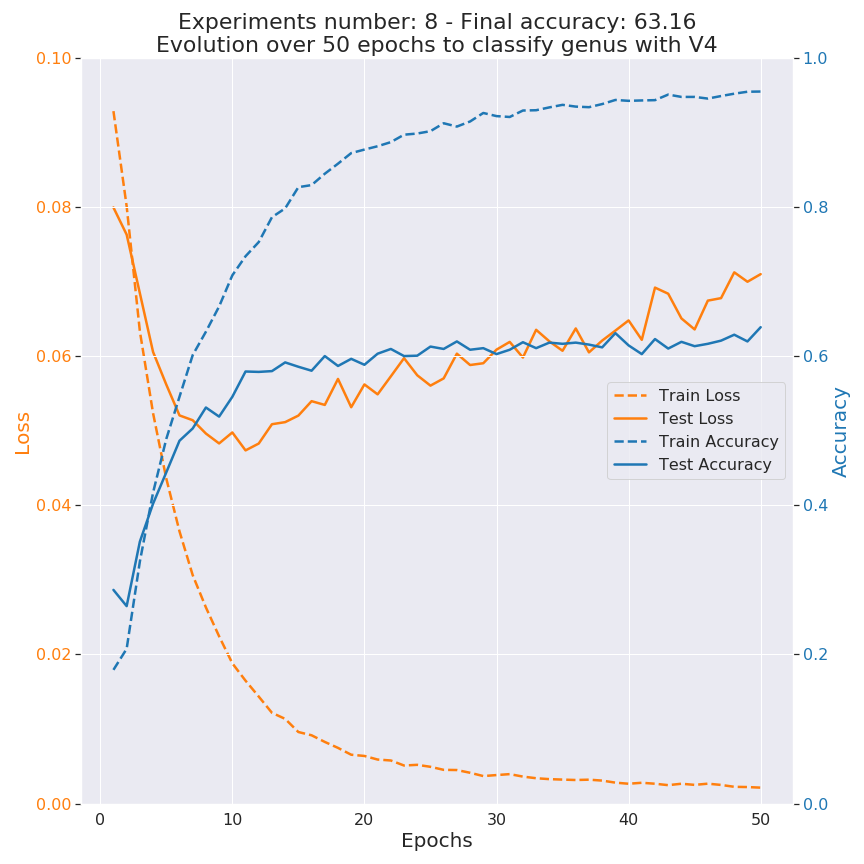 Experiments number: 8 - Final accuracy: 63.16
Evolution over 50 epochs to classify genus with V4
0.10
0.08
0.06
0.04
0.02
0.00
Loss
1.0
0.8
0.6
0.4
0.2
0.0
Accuracy
Train Loss
Test Loss
Train Accuracy
Test Accuracy
0 10 20 30 40 50
Epochs